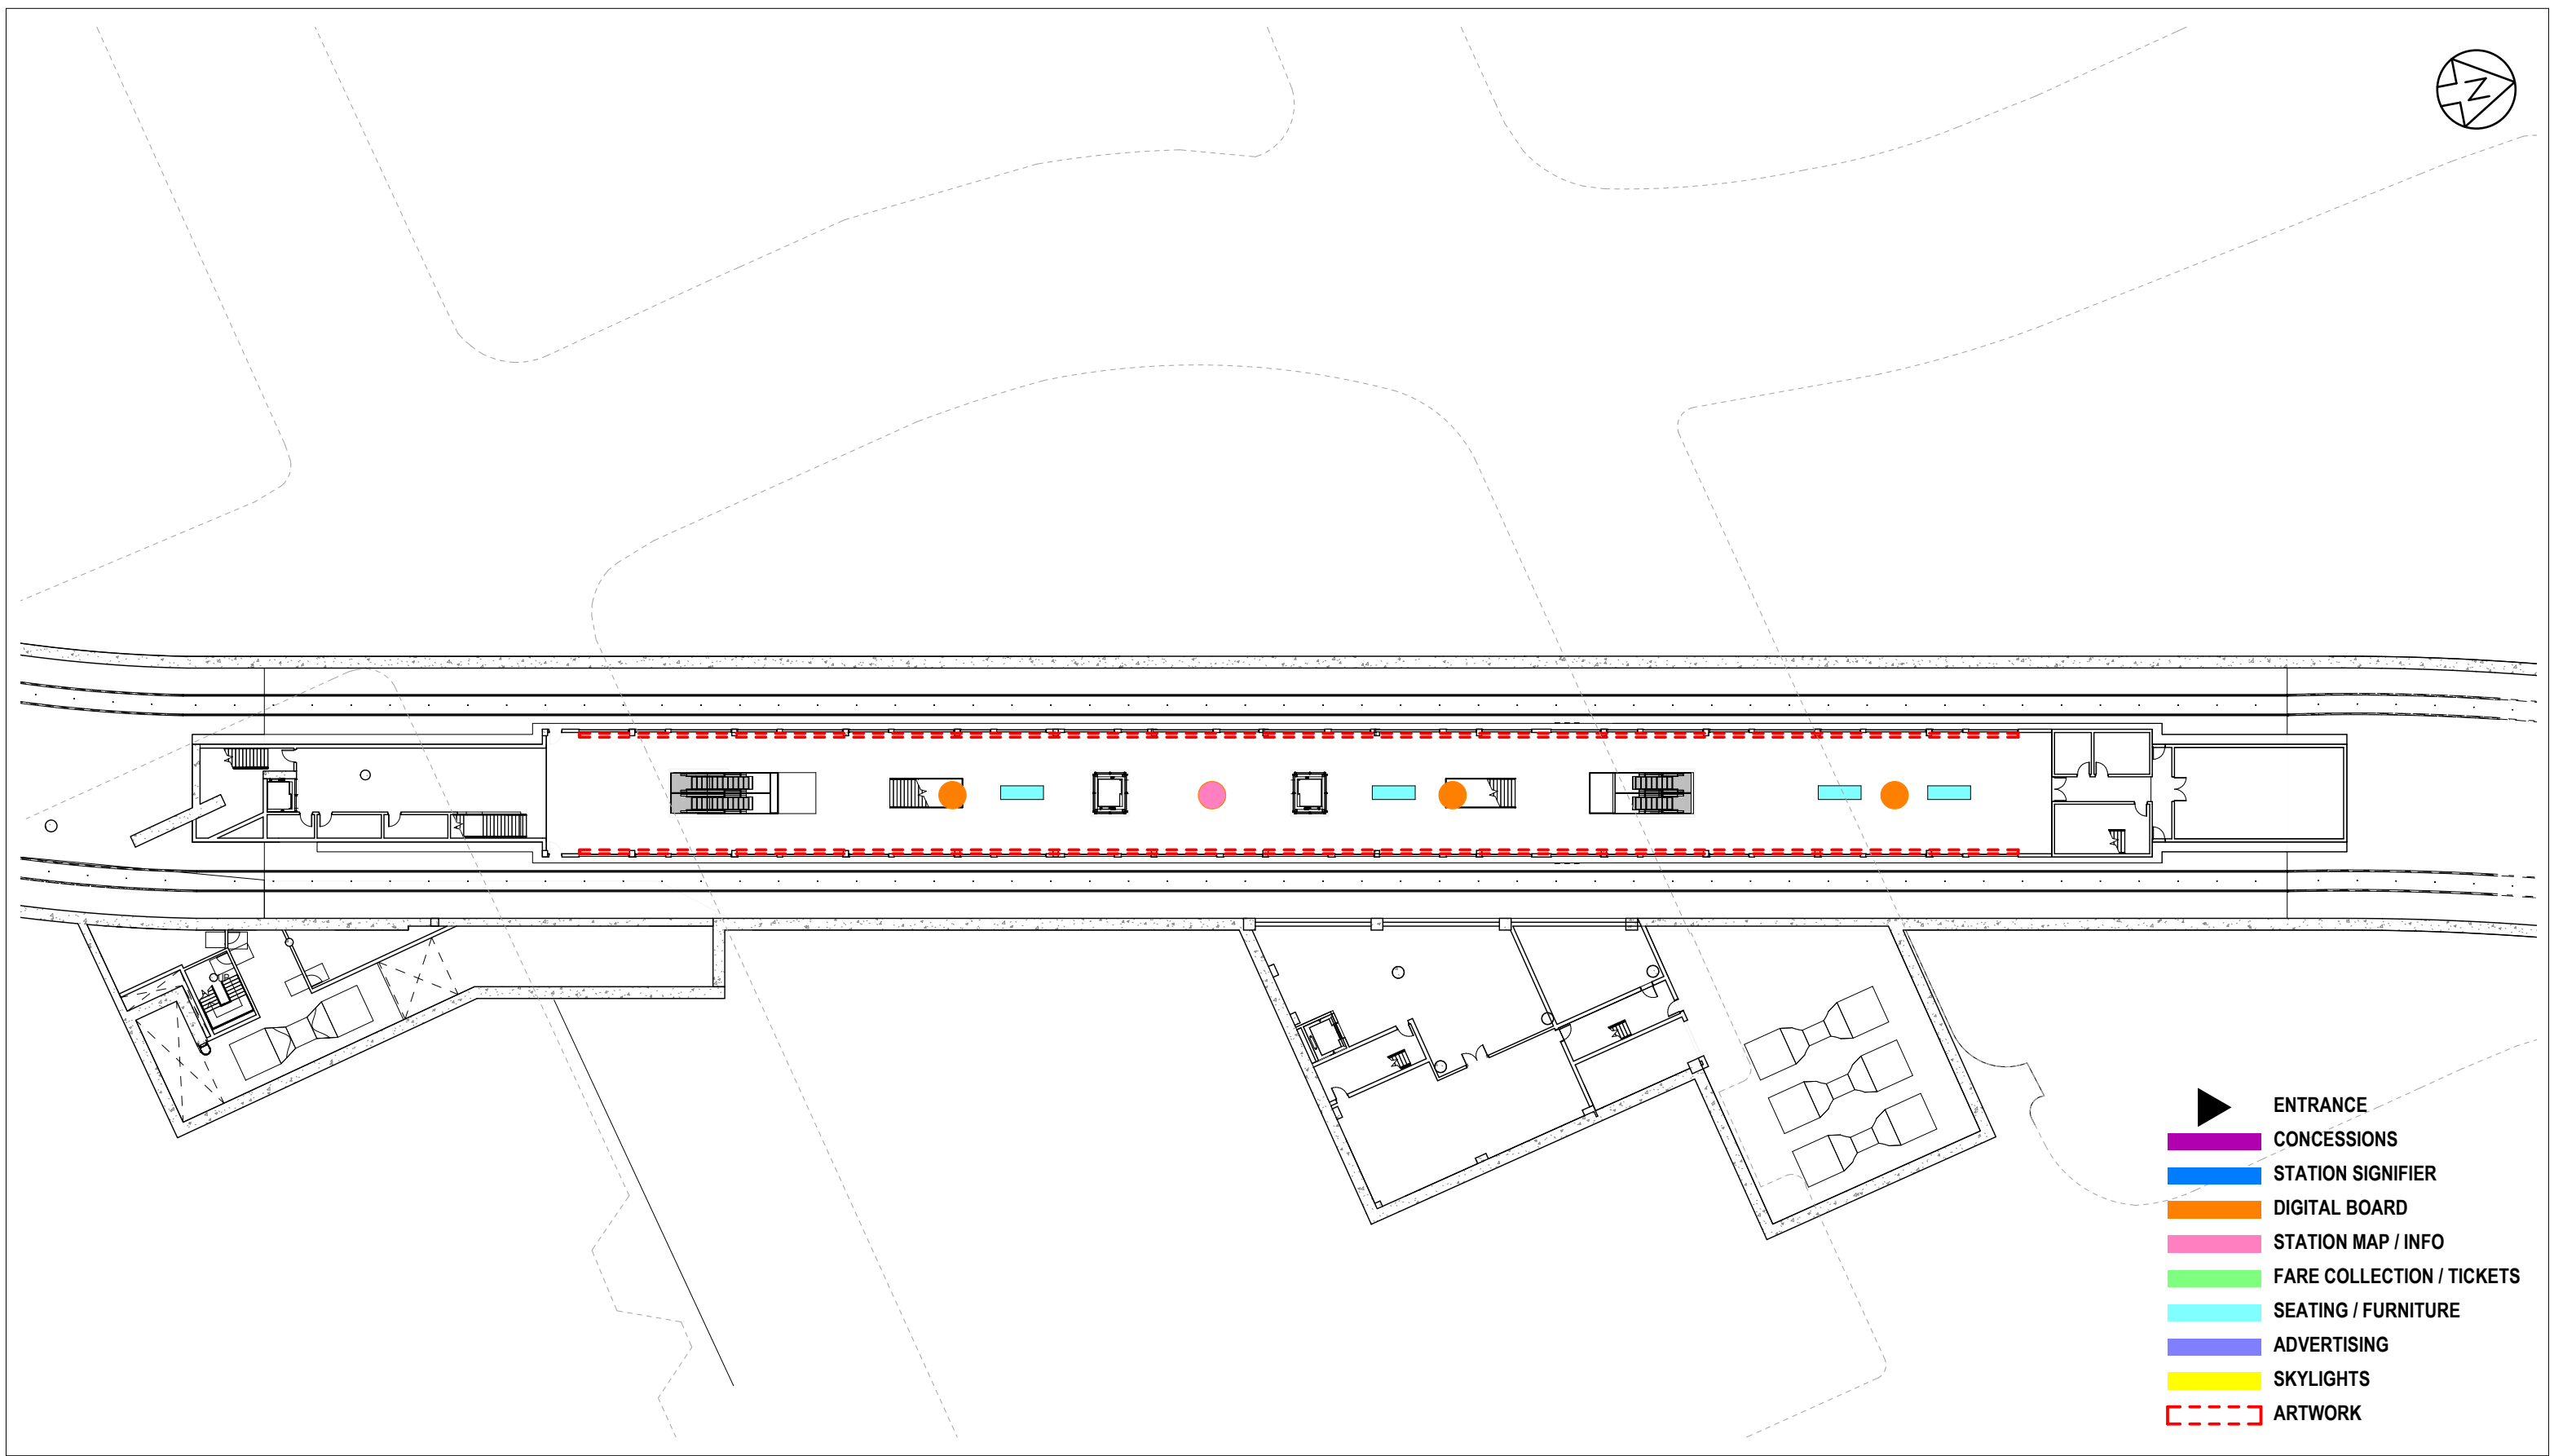 N
ENTRANCE
CONCESSIONS
STATION SIGNIFIER
DIGITAL BOARD
STATION MAP / INFO
FARE COLLECTION / TICKETS
SEATING / FURNITURE
ADVERTISING
SKYLIGHTS
ARTWORK